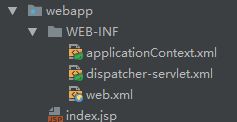 webapp
WEB-INF
applicationContext.xml
dispatcher-servlet.xml
web.xml
index.jsp